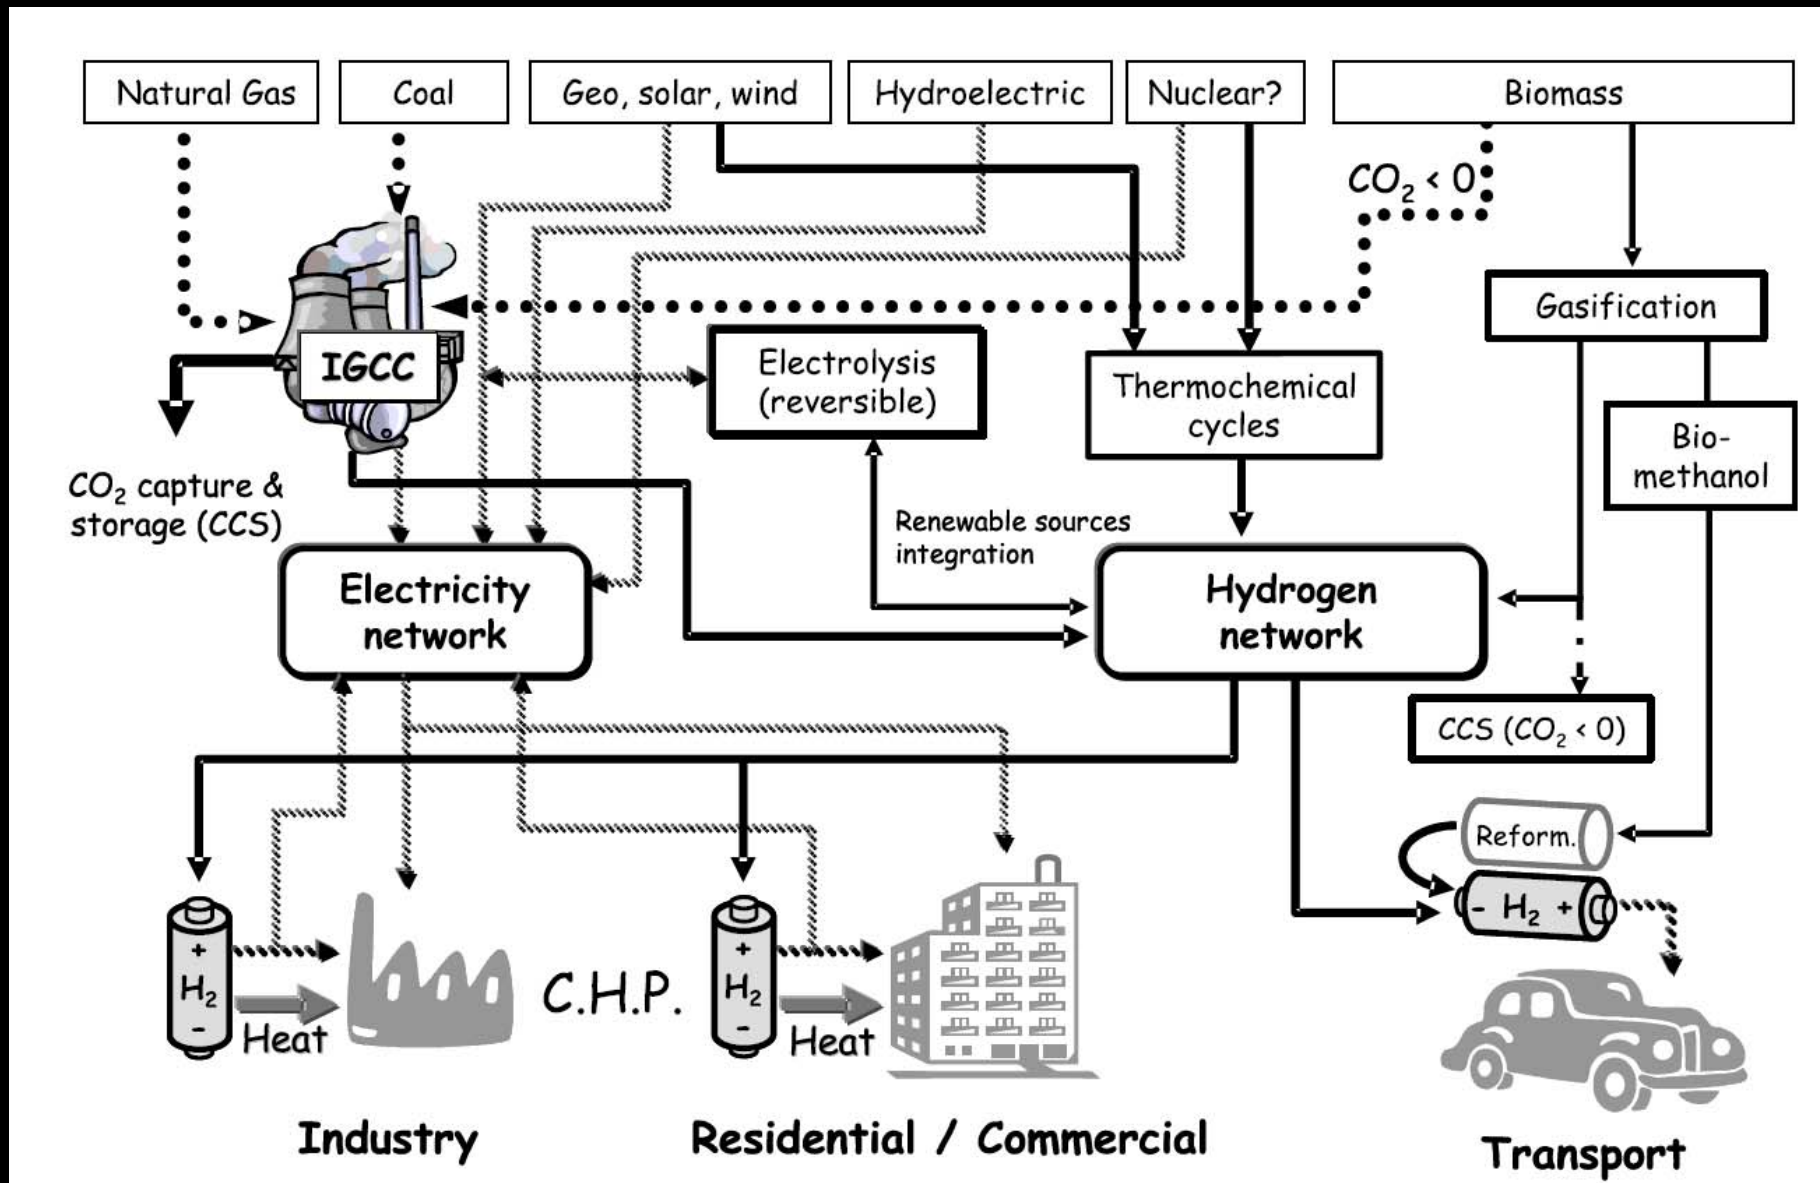 Natural Gas
Coal
Geo, solar, wind
Hydroelectric
Nuclear?
Biomass
CO₂ < 0
Gasification
IGCC
Electrolysis
(reversible)
Thermochemical
cycles
Bio-
methanol
CO₂ capture &
storage (CCS)
Renewable sources
integration
Electricity
network
Hydrogen
network
CCS (CO₂ < 0)
Reform.
- H₂ +
+
H₂
-
Heat
C.H.P.
+
H₂
-
Heat
Industry
Residential / Commercial
Transport